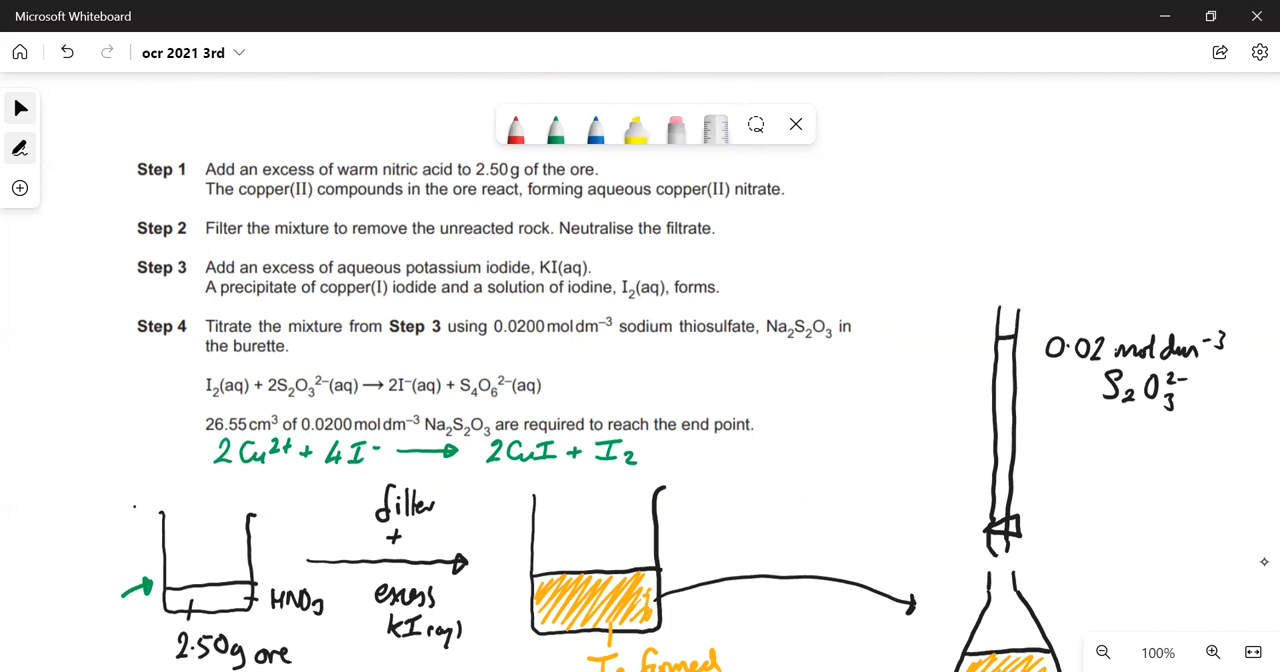 Microsoft Whiteboard
ocr 2021 3rd
Step 1 Add an excess of warm nitric acid to 2.50 g of the ore.
The copper(II) compounds in the ore react, forming aqueous copper(II) nitrate.
Step 2 Filter the mixture to remove the unreacted rock. Neutralise the filtrate.
Step 3 Add an excess of aqueous potassium iodide, KI(aq).
A precipitate of copper(I) iodide and a solution of iodine, I₂(aq), forms.
Step 4 Titrate the mixture from Step 3 using 0.0200 mol dm⁻³ sodium thiosulfate, Na₂S₂O₃ in
the burette.
I₂(aq) + 2S₂O₃²⁻(aq) → 2I⁻(aq) + S₄O₆²⁻(aq)
26.55 cm³ of 0.0200 mol dm⁻³ Na₂S₂O₃ are required to reach the end point.
2Cu²⁺ + 4I⁻ → 2CuI + I₂
0.02 mol dm⁻³
S₂O₃²⁻
filter
+
excess
KI(aq)
HNO₃
2.50g ore
I₂ formed
100%